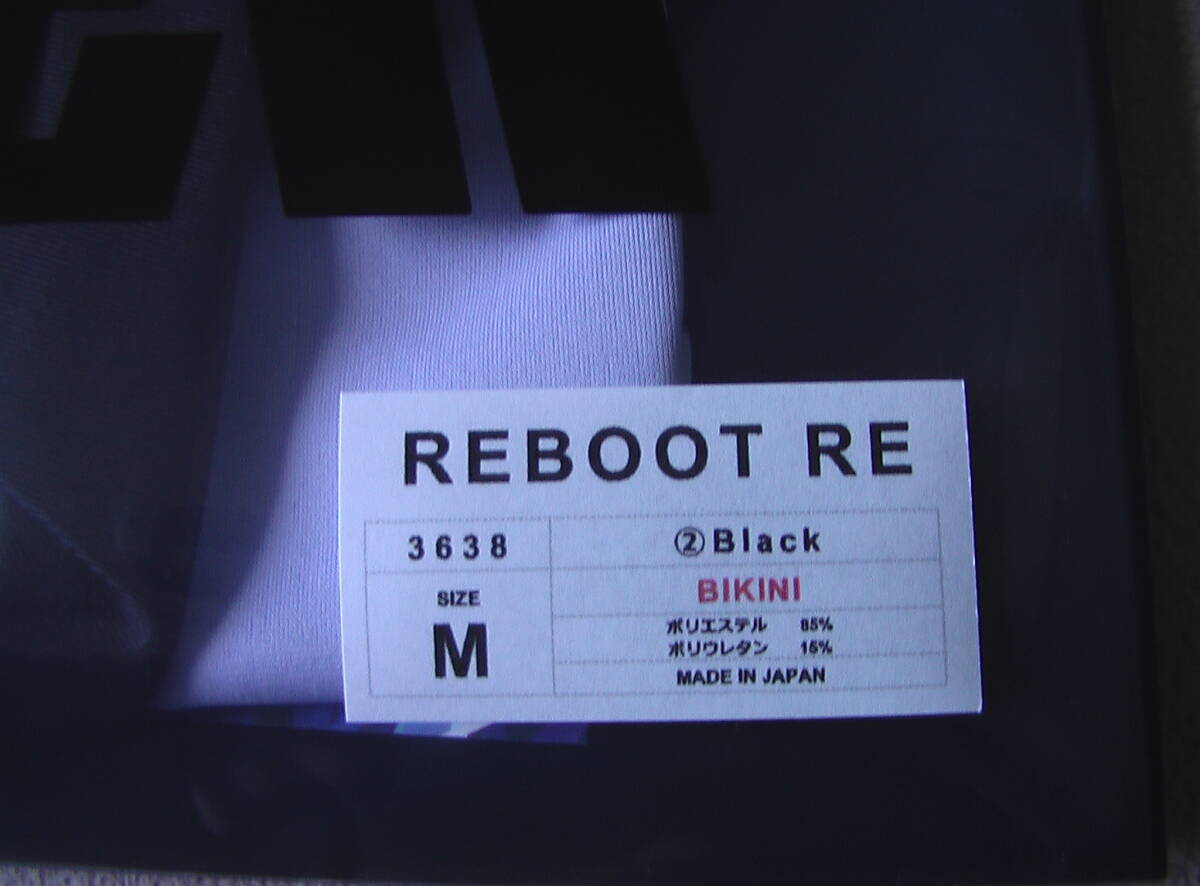 REBOOT RE
3638
②Black
SIZE
M
BIKINI
ポリエステル 85%
ポリウレタン 15%
MADE IN JAPAN